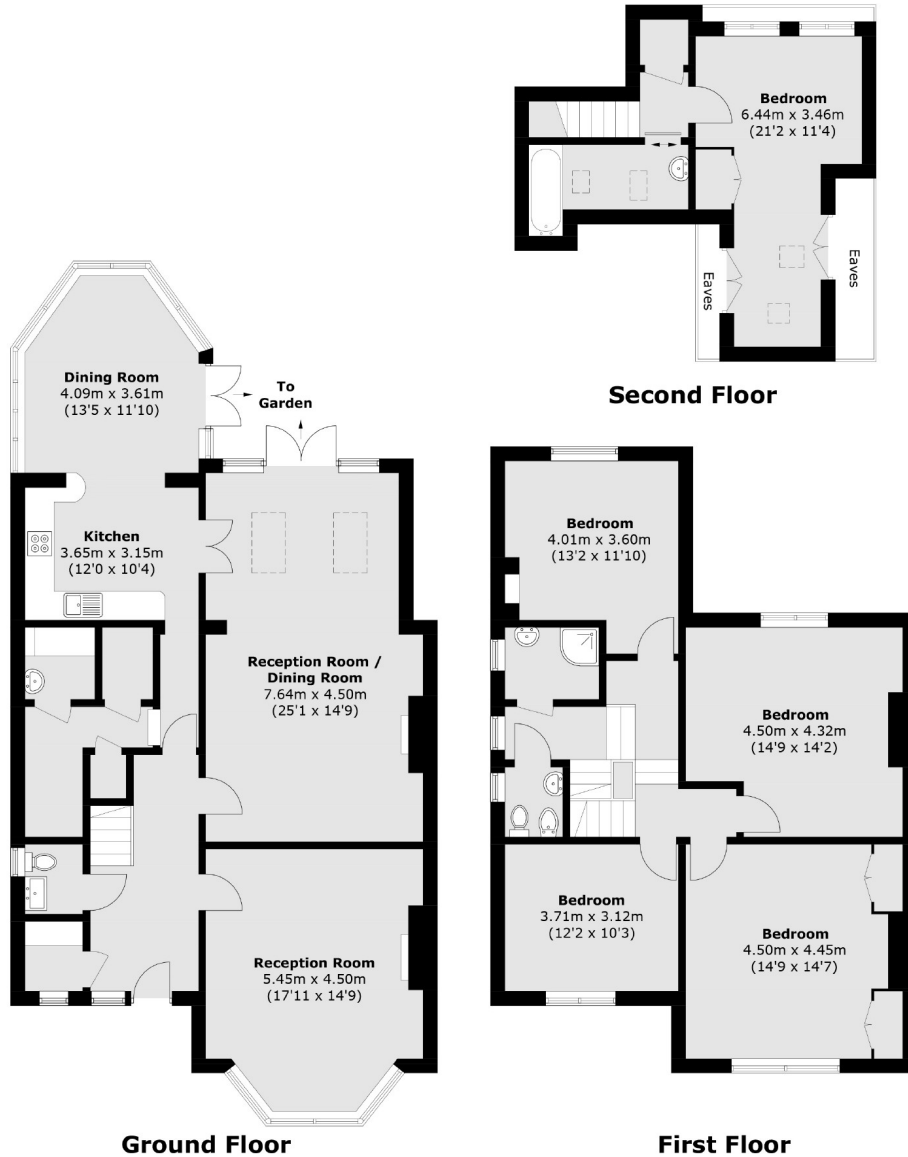 Bedroom
6.44m x 3.46m
(21'2 x 11'4)
Eaves
Eaves
Second Floor
Dining Room
4.09m x 3.61m
(13'5 x 11'10)
To
Garden
Kitchen
3.65m x 3.15m
(12'0 x 10'4)
Reception Room /
Dining Room
7.64m x 4.50m
(25'1 x 14'9)
Reception Room
5.45m x 4.50m
(17'11 x 14'9)
Ground Floor
Bedroom
4.01m x 3.60m
(13'2 x 11'10)
Bedroom
4.50m x 4.32m
(14'9 x 14'2)
Bedroom
3.71m x 3.12m
(12'2 x 10'3)
Bedroom
4.50m x 4.45m
(14'9 x 14'7)
First Floor